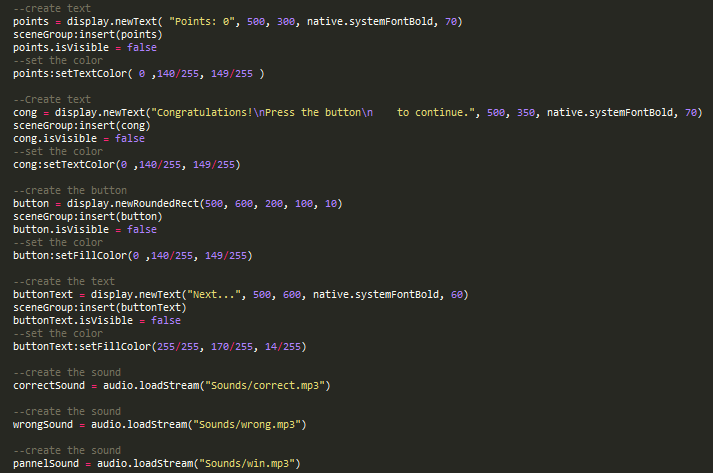 --create text
points = display.newText( "Points: 0", 500, 300, native.systemFontBold, 70)
sceneGroup:insert(points)
points.isVisible = false
--set the color
points:setTextColor( 0 ,140/255, 149/255 )
--Create text
cong = display.newText("Congratulations!\nPress the button\n    to continue.", 500, 350, native.systemFontBold, 70)
sceneGroup:insert(cong)
cong.isVisible = false
--set the color
cong:setTextColor(0 ,140/255, 149/255)
--create the button
button = display.newRoundedRect(500, 600, 200, 100, 10)
sceneGroup:insert(button)
button.isVisible = false
--set the color
button:setFillColor(0 ,140/255, 149/255)
--create the text
buttonText = display.newText("Next...", 500, 600, native.systemFontBold, 60)
sceneGroup:insert(buttonText)
buttonText.isVisible = false
--set the color
buttonText:setFillColor(255/255, 170/255, 14/255)
--create the sound
correctSound = audio.loadStream("Sounds/correct.mp3")
--create the sound
wrongSound = audio.loadStream("Sounds/wrong.mp3")
--create the sound
pannelSound = audio.loadStream("Sounds/win.mp3")